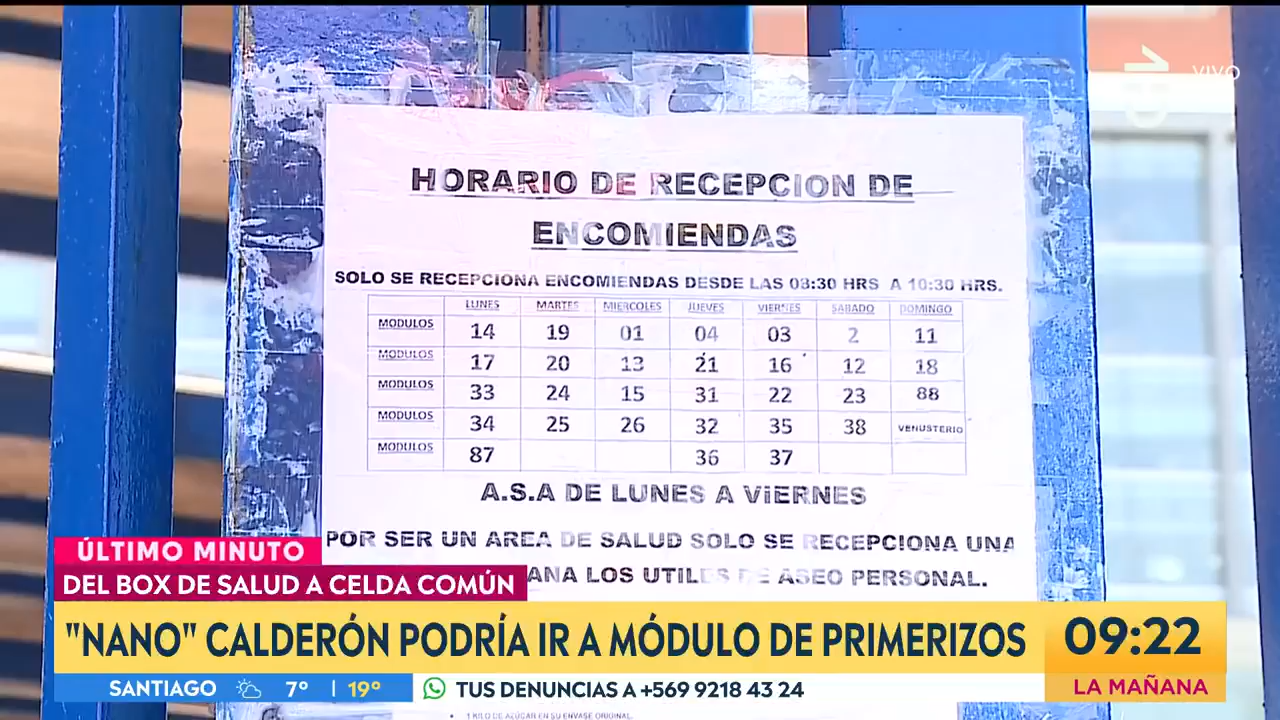 VIVO
HORARIO DE RECEPCION DE
ENCOMIENDAS
SOLO SE RECEPCIONA ENCOMIENDAS DESDE LAS 08:30 HRS A 10:30 HRS.
LUNES MARTES MIERCOLES JUEVES VIERNES SABADO DOMINGO
MODULOS 14 19 01 04 03 2 11
MODULOS 17 20 13 21 16 12 18
MODULOS 33 24 15 31 22 23 88
MODULOS 34 25 26 32 35 38 VENUSTERIO
MODULOS 87 36 37
A.S.A DE LUNES A VIERNES
POR SER UN AREA DE SALUD SOLO SE RECEPCIONA UNA
ANA LOS UTILES DE ASEO PERSONAL.
ÚLTIMO MINUTO
DEL BOX DE SALUD A CELDA COMÚN
"NANO" CALDERÓN PODRÍA IR A MÓDULO DE PRIMERIZOS
09:22
LA MAÑANA
SANTIAGO 7° | 19° TUS DENUNCIAS A +569 9218 43 24
1 KILO DE AZUCAR EN SU ENVASE ORIGINAL.